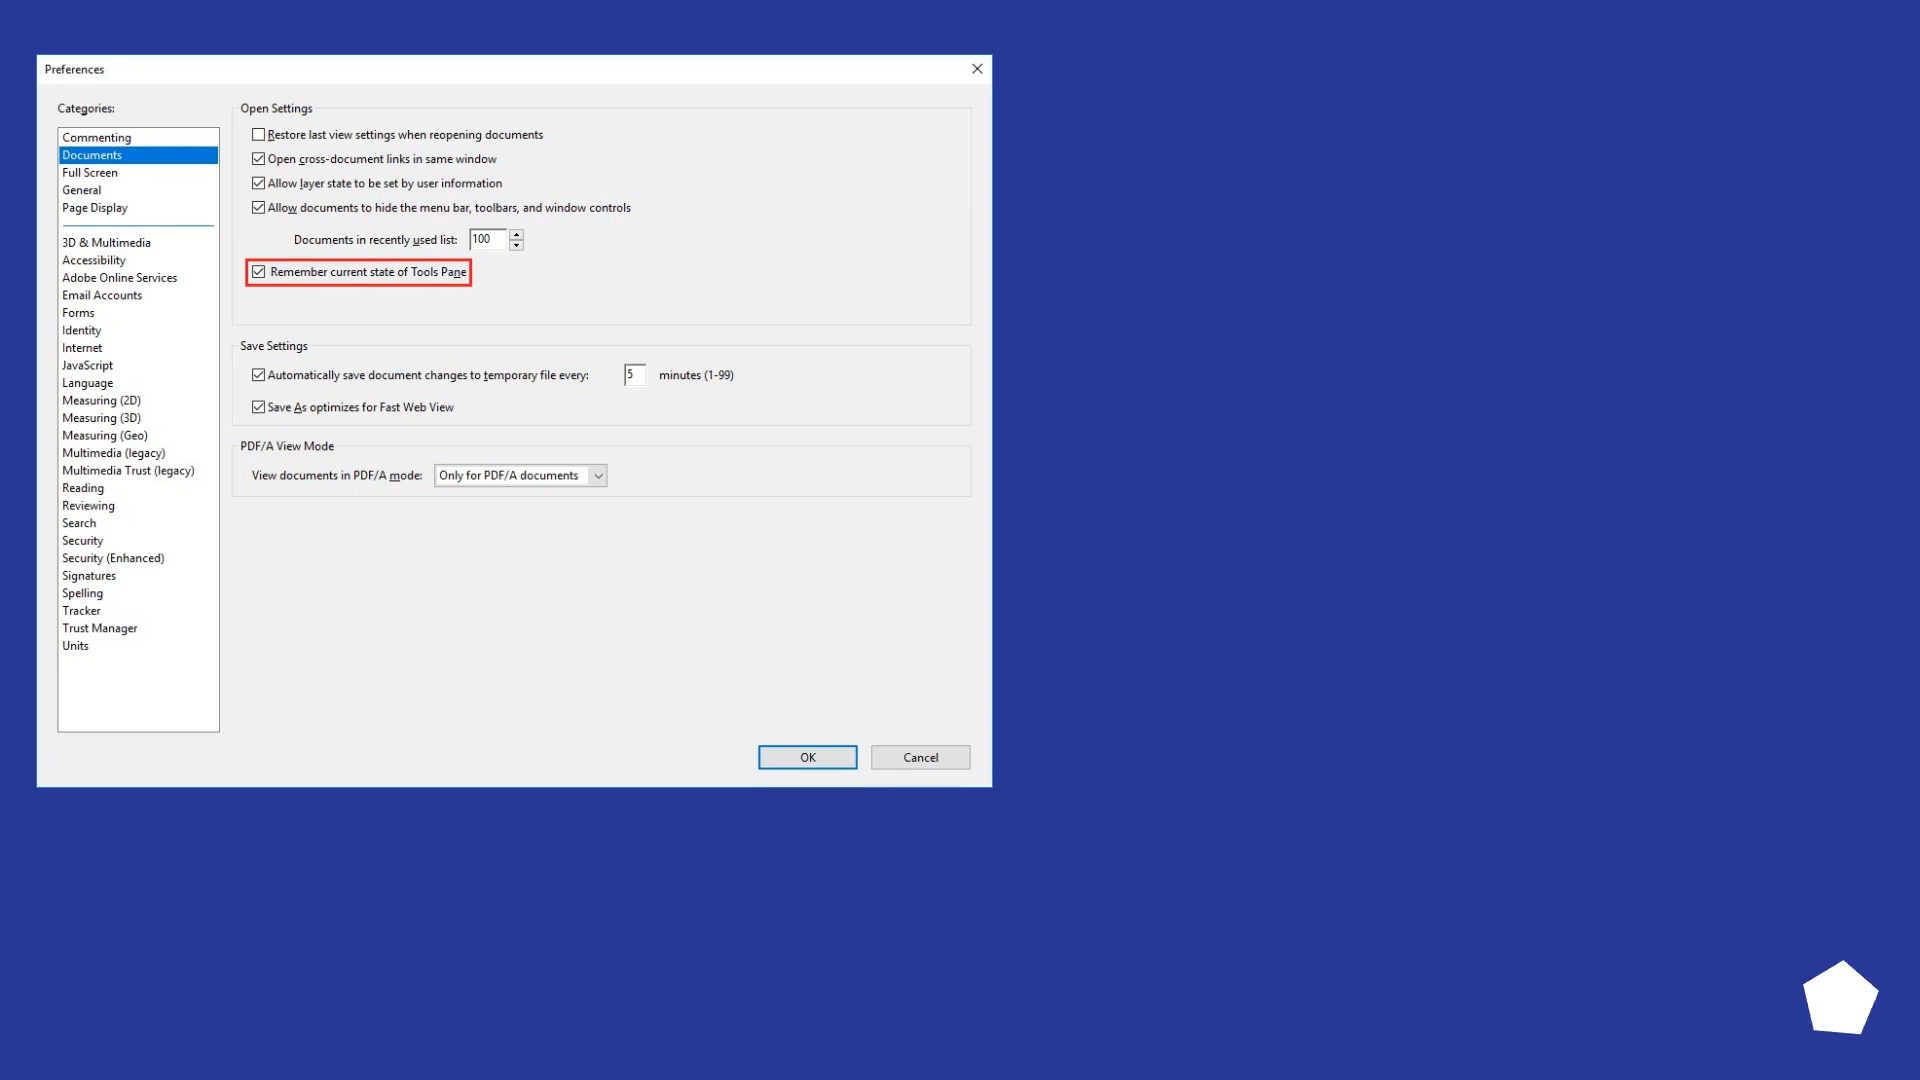 Preferences
Categories:
Commenting
Documents
Full Screen
General
Page Display
3D & Multimedia
Accessibility
Adobe Online Services
Email Accounts
Forms
Identity
Internet
JavaScript
Language
Measuring (2D)
Measuring (3D)
Measuring (Geo)
Multimedia (legacy)
Multimedia Trust (legacy)
Reading
Reviewing
Search
Security
Security (Enhanced)
Signatures
Spelling
Tracker
Trust Manager
Units
Open Settings
Restore last view settings when reopening documents
Open cross-document links in same window
Allow layer state to be set by user information
Allow documents to hide the menu bar, toolbars, and window controls
Documents in recently used list: 100
Remember current state of Tools Pane
Save Settings
Automatically save document changes to temporary file every: 5 minutes (1-99)
Save As optimizes for Fast Web View
PDF/A View Mode
View documents in PDF/A mode: Only for PDF/A documents
OK Cancel